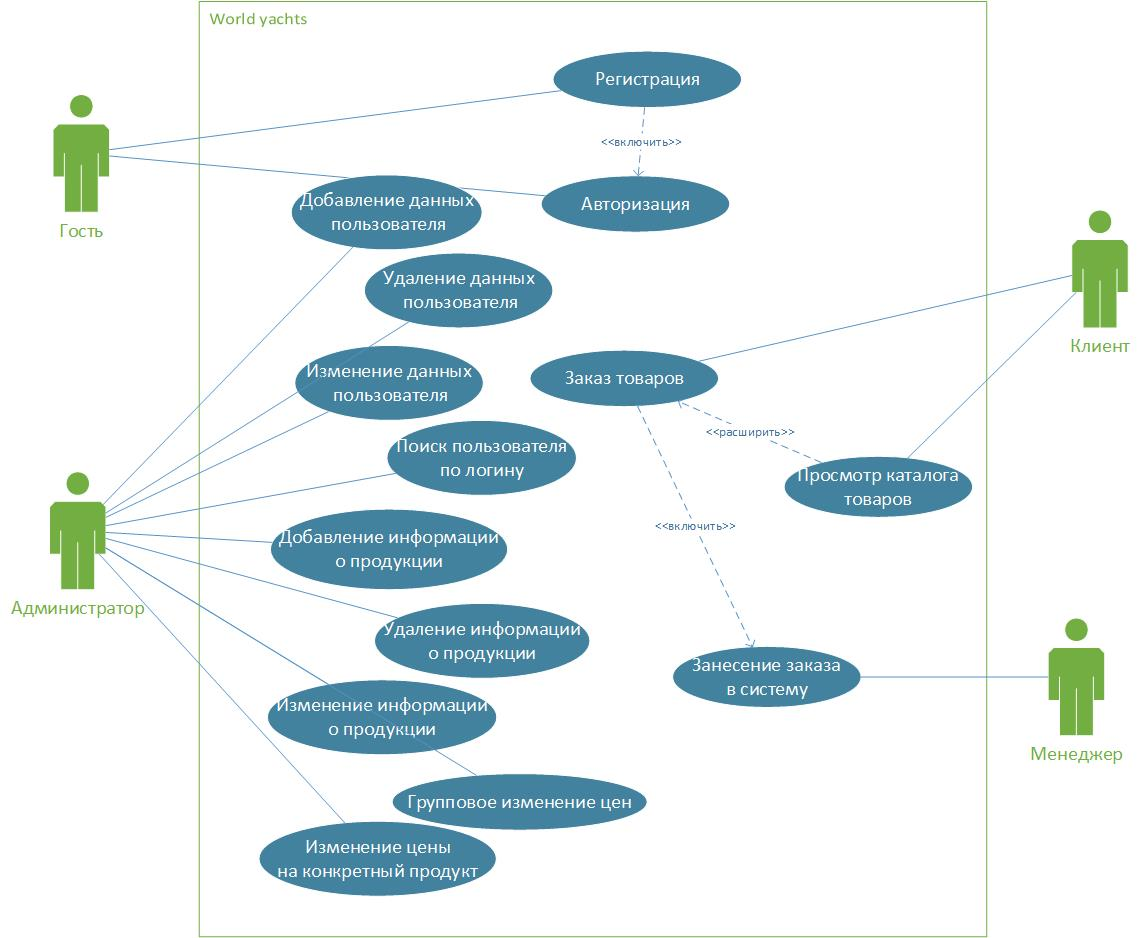 World yachts
Регистрация
<<включить>>
Гость
Добавление данных
пользователя
Авторизация
Удаление данных
пользователя
Клиент
Изменение данных
пользователя
Заказ товаров
<<расширить>>
Поиск пользователя
по логину
Просмотр каталога
товаров
<<включить>>
Добавление информации
о продукции
Администратор
Удаление информации
о продукции
Занесение заказа
в систему
Изменение информации
о продукции
Менеджер
Групповое изменение цен
Изменение цены
на конкретный продукт